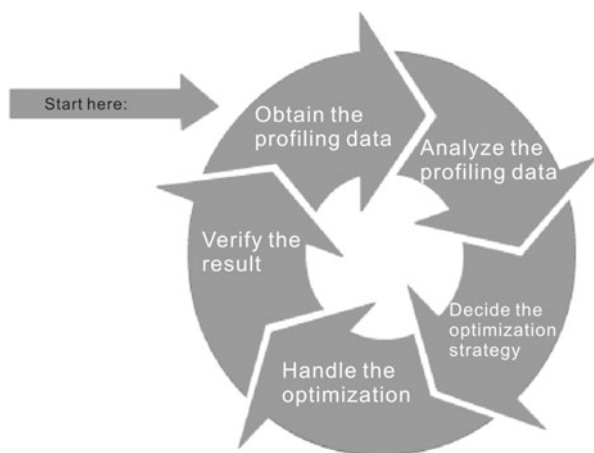 Start here:
Obtain the
profiling data
Analyze the
profiling data
Decide the
optimization
strategy
Handle the
optimization
Verify the
result